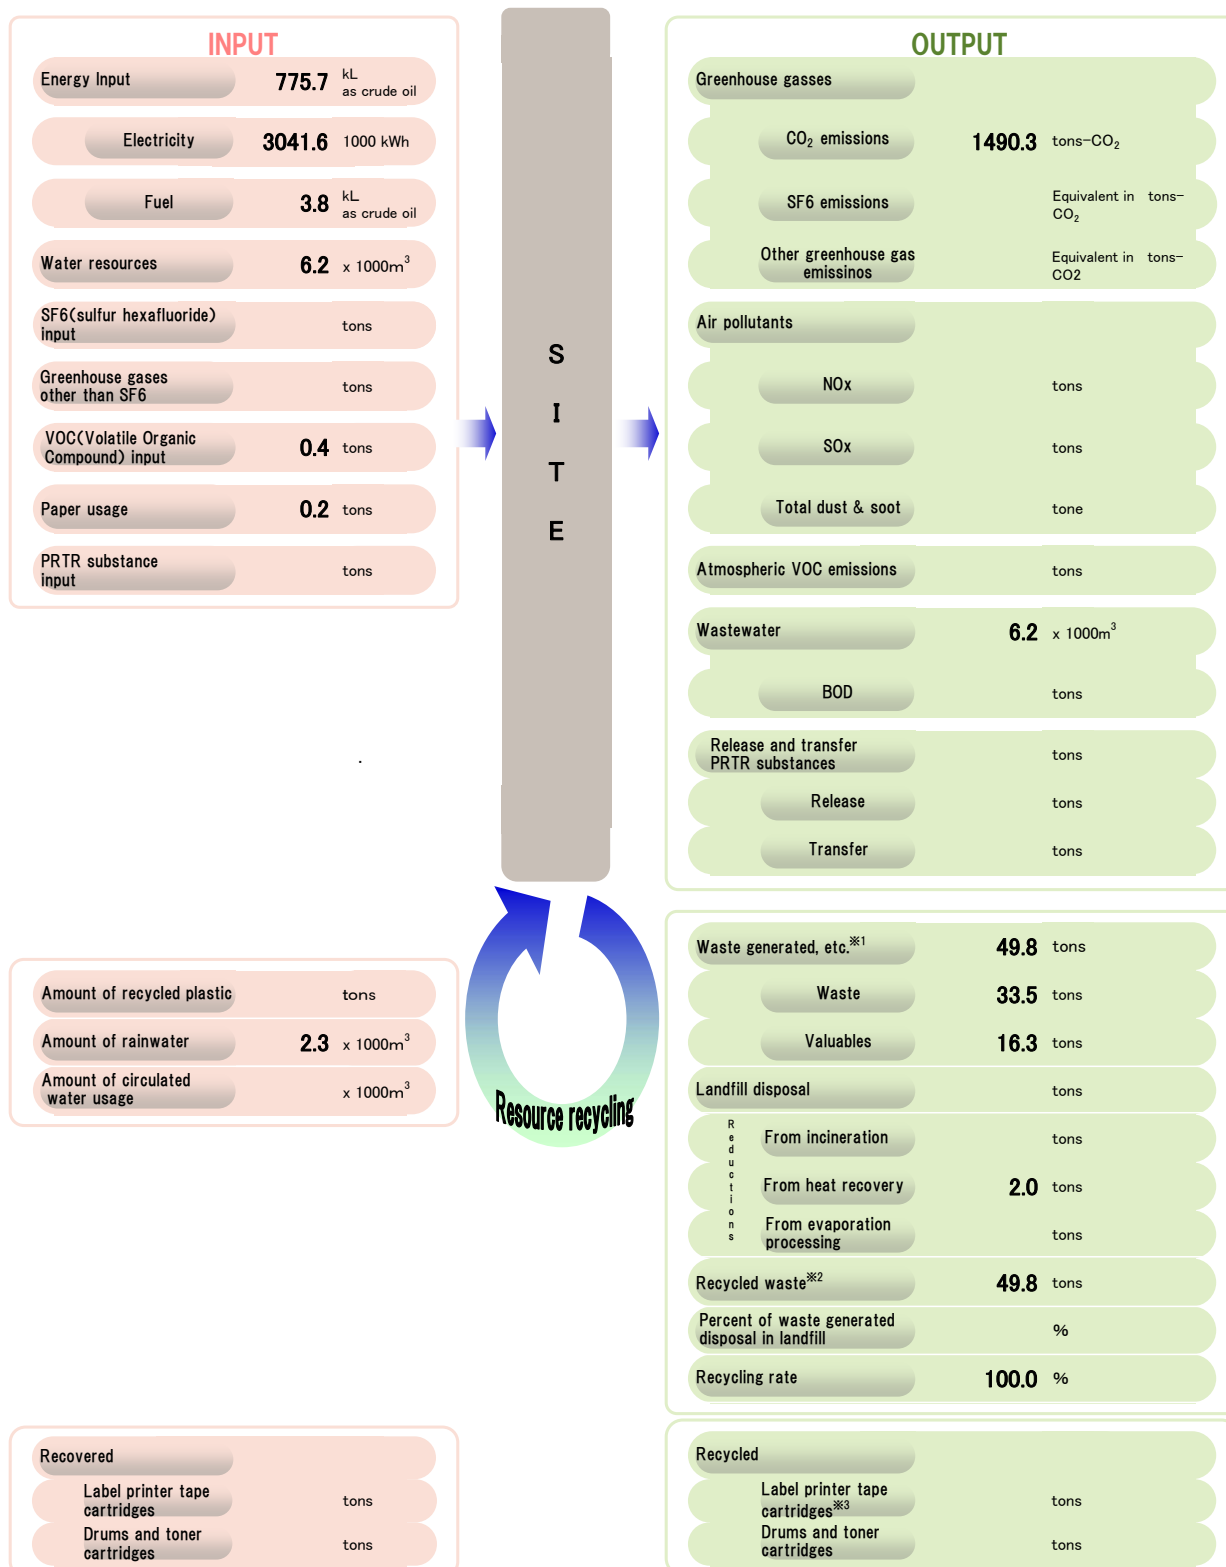 INPUT
Energy Input 775.7 kL as crude oil
Electricity 3041.6 1000 kWh
Fuel 3.8 kL as crude oil
Water resources 6.2 x 1000m³
SF6(sulfur hexafluoride) input tons
Greenhouse gases other than SF6 tons
VOC(Volatile Organic Compound) input 0.4 tons
Paper usage 0.2 tons
PRTR substance input tons
S
I
T
E
OUTPUT
Greenhouse gasses
CO₂ emissions 1490.3 tons-CO₂
SF6 emissions Equivalent in tons-CO₂
Other greenhouse gas emissinos Equivalent in tons-CO2
Air pollutants
NOx tons
SOx tons
Total dust & soot tone
Atmospheric VOC emissions tons
Wastewater 6.2 x 1000m³
BOD tons
Release and transfer PRTR substances tons
Release tons
Transfer tons
.
Amount of recycled plastic tons
Amount of rainwater 2.3 x 1000m³
Amount of circulated water usage x 1000m³
Resource recycling
Waste generated, etc.※1 49.8 tons
Waste 33.5 tons
Valuables 16.3 tons
Landfill disposal tons
Reductions
From incineration tons
From heat recovery 2.0 tons
From evaporation processing tons
Recycled waste※2 49.8 tons
Percent of waste generated disposal in landfill %
Recycling rate 100.0 %
Recovered
Label printer tape cartridges tons
Drums and toner cartridges tons
Recycled
Label printer tape cartridges※3 tons
Drums and toner cartridges tons